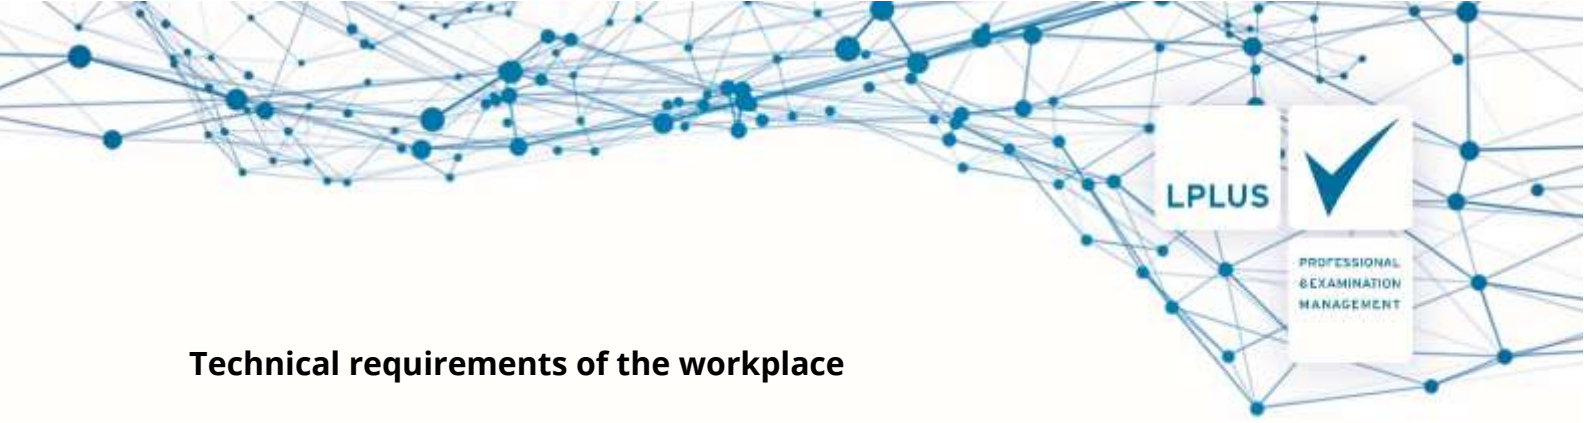 LPLUS
PROFESSIONAL
& EXAMINATION
MANAGEMENT
Technical requirements of the workplace